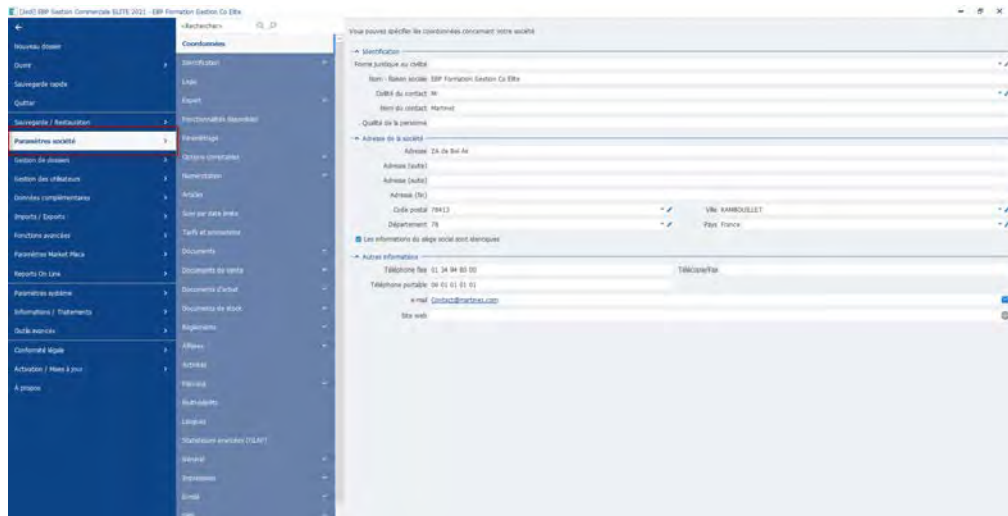 EBP Gestion Commerciale ELITE 2021 - EBP Formation Gestion Co Elite
Nouveau dossier
Ouvrir
Sauvegarde rapide
Quitter
Sauvegarde / Restauration
Paramètres société
Gestion de dossiers
Gestion des utilisateurs
Données complémentaires
Imports / Exports
Fonctions avancées
Paramètres Market Place
Reports On Line
Paramètres système
Informations / Traitements
Outils avancés
Conformité légale
Activation / Mises à jour
A propos
<Rechercher>
Coordonnées
Identification
Logo
Expert
Fonctionnalités disponibles
Paramétrage
Options comptables
Numérotation
Articles
Suivi par date limite
Tarifs et promotions
Documents
Documents de vente
Documents d'achat
Documents de stock
Règlements
Affaires
Activités
Langues
Statistiques avancées (OLAP)
Général
Impressions
E-mail
Vous pouvez spécifier les coordonnées concernant votre société
Identification
Forme juridique ou civilité
Nom - Raison sociale EBP Formation Gestion Co Elite
Civilité du contact Mr
Nom du contact Martinet
Qualité de la personne
Adresse de la société
Adresse ZA de Bel Air
Adresse (suite)
Adresse (suite)
Adresse (fin)
Code postal 78413 Ville RAMBOUILLET
Département 78 Pays France
Les informations du siège social sont identiques
Autres informations
Téléphone fixe 01 34 94 80 00 Télécopie/Fax
Téléphone portable 06 01 01 01 01
e-mail Contact@martinez.com
Site web